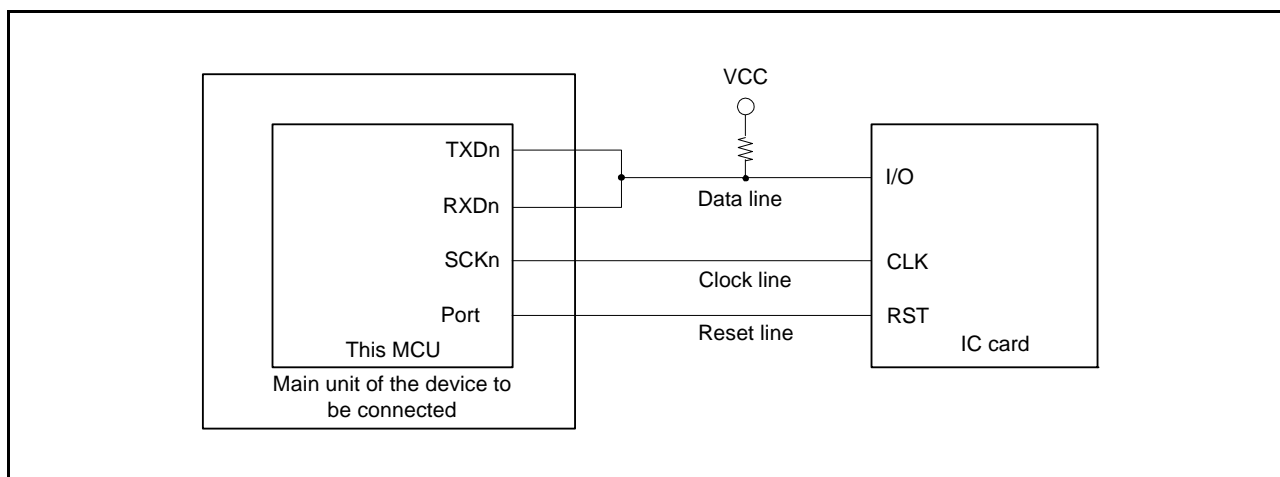 VCC
TXDn
RXDn
SCKn
Port
This MCU
Main unit of the device to
be connected
Data line
Clock line
Reset line
I/O
CLK
RST
IC card